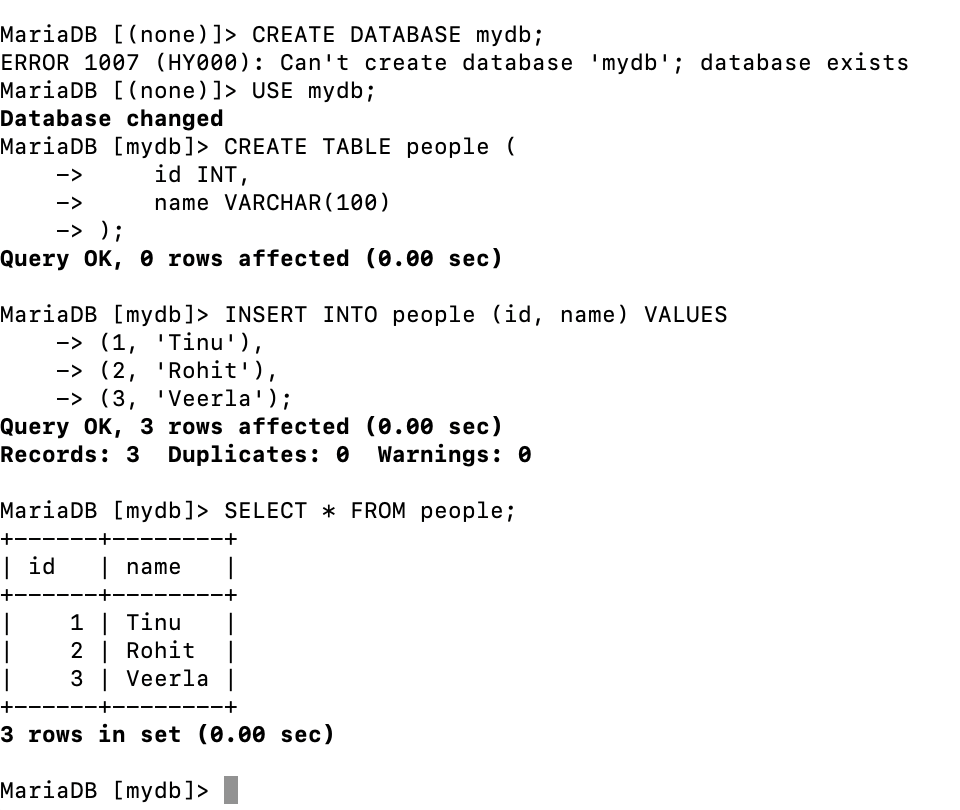 MariaDB [(none)]> CREATE DATABASE mydb;
ERROR 1007 (HY000): Can't create database 'mydb'; database exists
MariaDB [(none)]> USE mydb;
Database changed
MariaDB [mydb]> CREATE TABLE people (
    ->     id INT,
    ->     name VARCHAR(100)
    -> );
Query OK, 0 rows affected (0.00 sec)

MariaDB [mydb]> INSERT INTO people (id, name) VALUES
    -> (1, 'Tinu'),
    -> (2, 'Rohit'),
    -> (3, 'Veerla');
Query OK, 3 rows affected (0.00 sec)
Records: 3  Duplicates: 0  Warnings: 0

MariaDB [mydb]> SELECT * FROM people;
+------+--------+
| id   | name   |
+------+--------+
|    1 | Tinu   |
|    2 | Rohit  |
|    3 | Veerla |
+------+--------+
3 rows in set (0.00 sec)

MariaDB [mydb]>